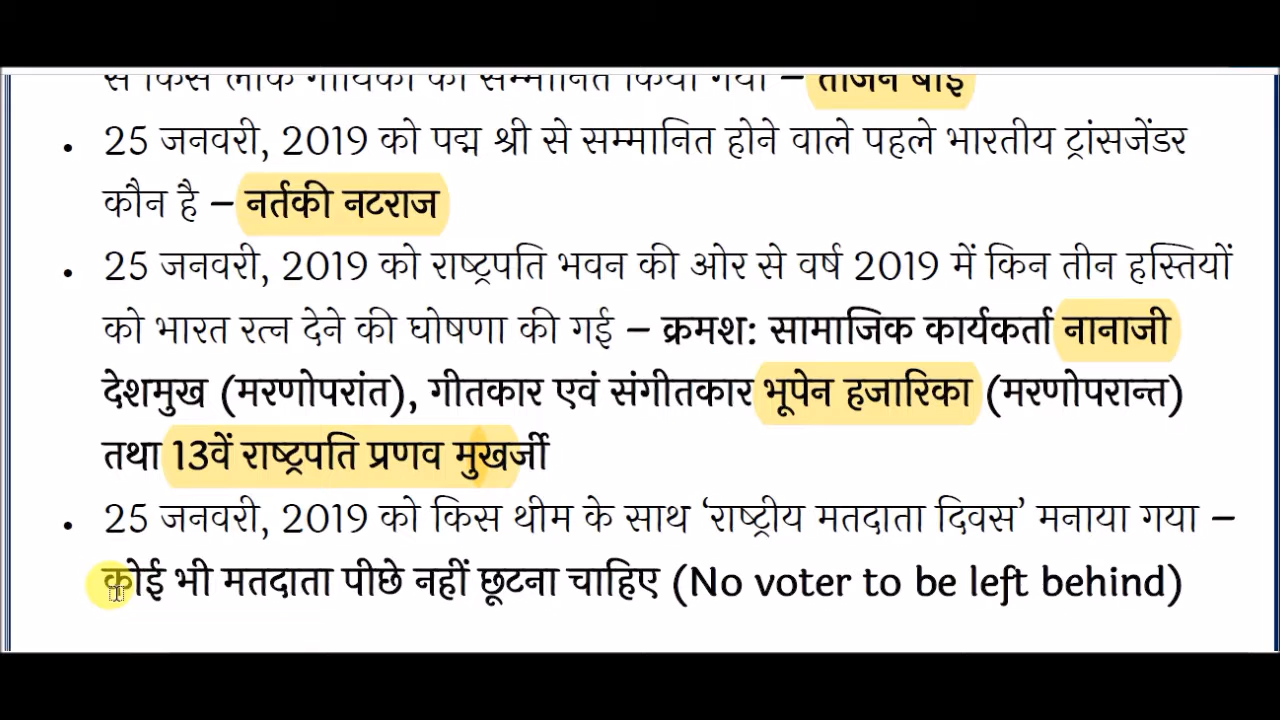 से किस लोक गायिका को सम्मानित किया गया – तीजन बाई
• 25 जनवरी, 2019 को पद्म श्री से सम्मानित होने वाले पहले भारतीय ट्रांसजेंडर
कौन है – नर्तकी नटराज
• 25 जनवरी, 2019 को राष्ट्रपति भवन की ओर से वर्ष 2019 में किन तीन हस्तियों
को भारत रत्न देने की घोषणा की गई – क्रमश: सामाजिक कार्यकर्ता नानाजी
देशमुख (मरणोपरांत), गीतकार एवं संगीतकार भूपेन हजारिका (मरणोपरान्त)
तथा 13वें राष्ट्रपति प्रणव मुखर्जी
• 25 जनवरी, 2019 को किस थीम के साथ ‘राष्ट्रीय मतदाता दिवस’ मनाया गया –
कोई भी मतदाता पीछे नहीं छूटना चाहिए (No voter to be left behind)